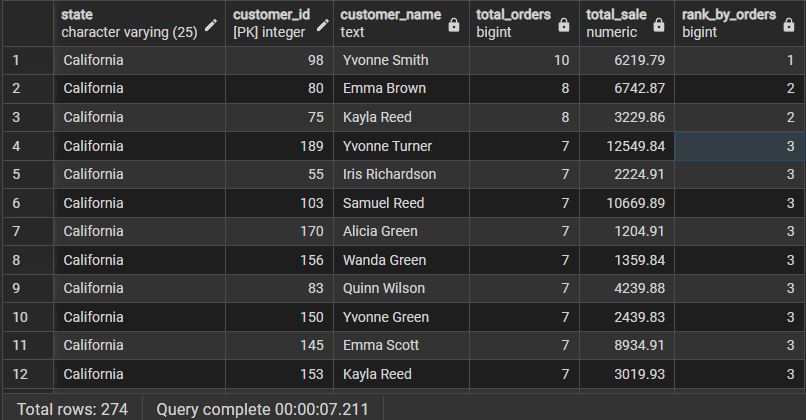 state customer_id customer_name total_orders total_sale rank_by_orders
character varying (25) [PK] integer text bigint numeric bigint
1 California 98 Yvonne Smith 10 6219.79 1
2 California 80 Emma Brown 8 6742.87 2
3 California 75 Kayla Reed 8 3229.86 2
4 California 189 Yvonne Turner 7 12549.84 3
5 California 55 Iris Richardson 7 2224.91 3
6 California 103 Samuel Reed 7 10669.89 3
7 California 170 Alicia Green 7 1204.91 3
8 California 156 Wanda Green 7 1359.84 3
9 California 83 Quinn Wilson 7 4239.88 3
10 California 150 Yvonne Green 7 2439.83 3
11 California 145 Emma Scott 7 8934.91 3
12 California 153 Kayla Reed 7 3019.93 3
Total rows: 274 Query complete 00:00:07.211